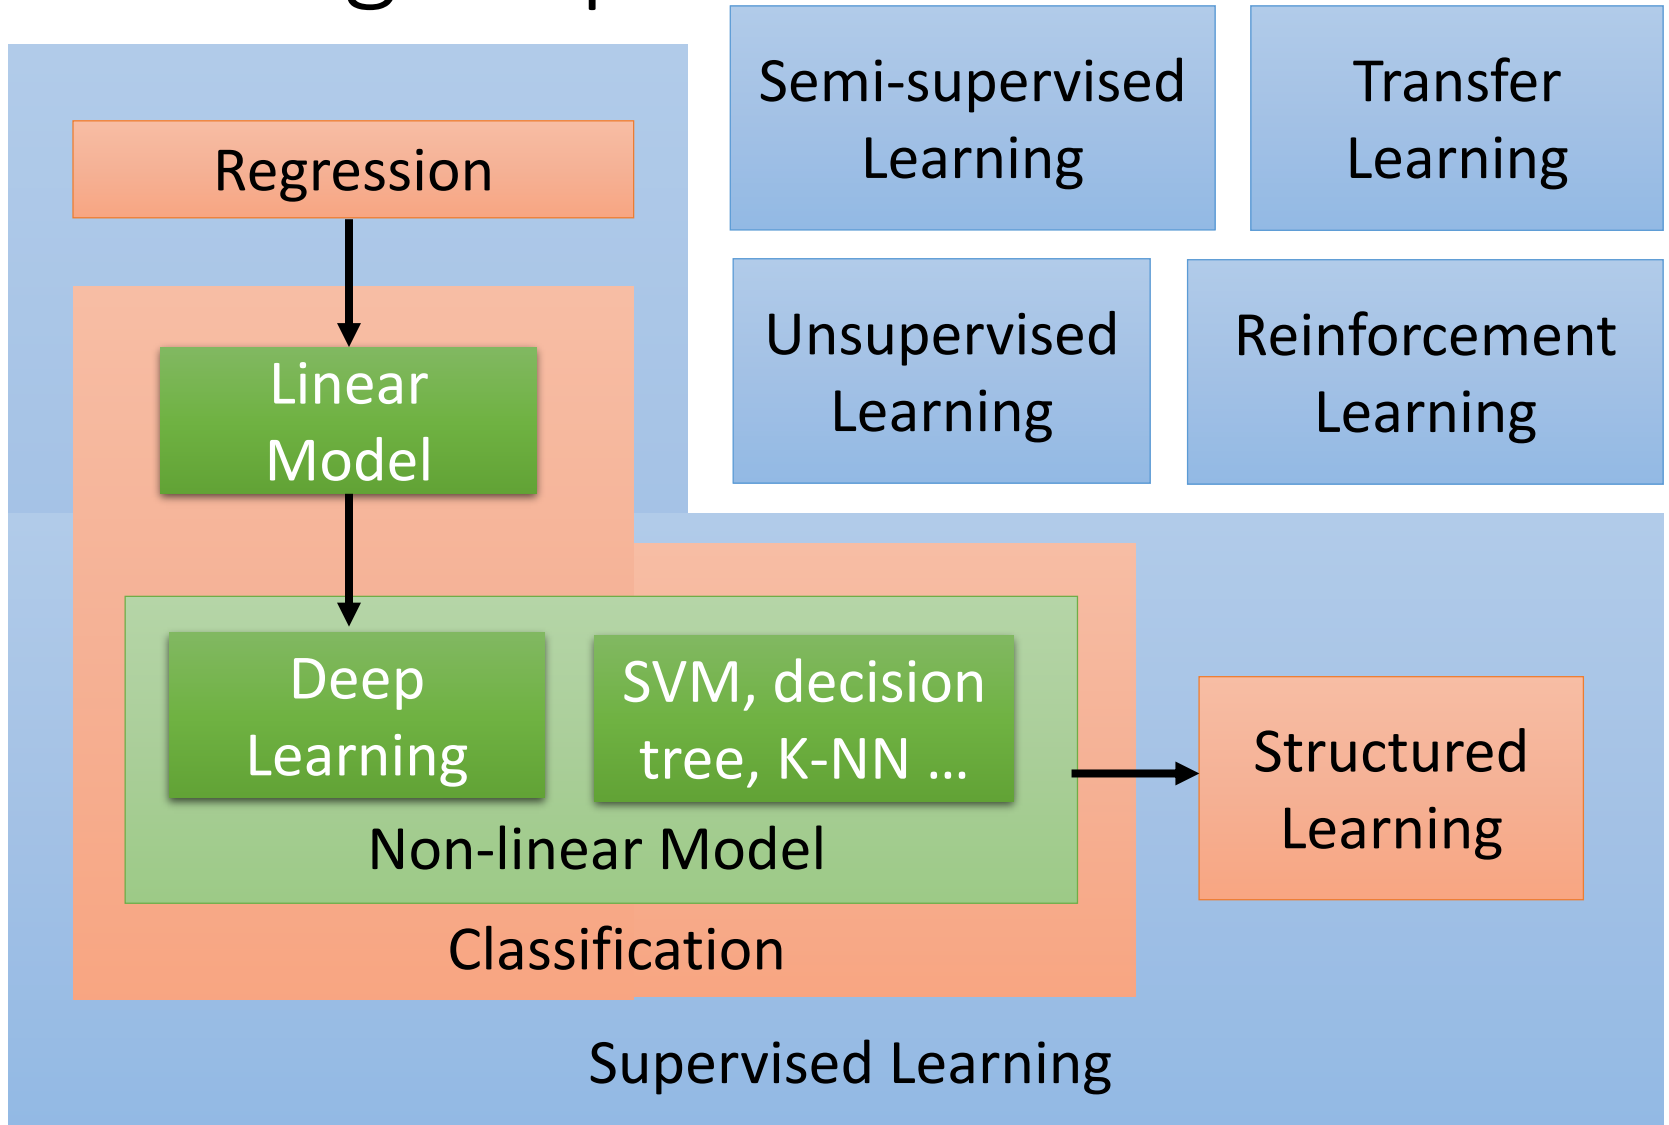 Semi-supervised
Learning
Transfer
Learning
Regression
Unsupervised
Learning
Reinforcement
Learning
Linear
Model
Deep
Learning
SVM, decision
tree, K-NN ...
Non-linear Model
Structured
Learning
Classification
Supervised Learning